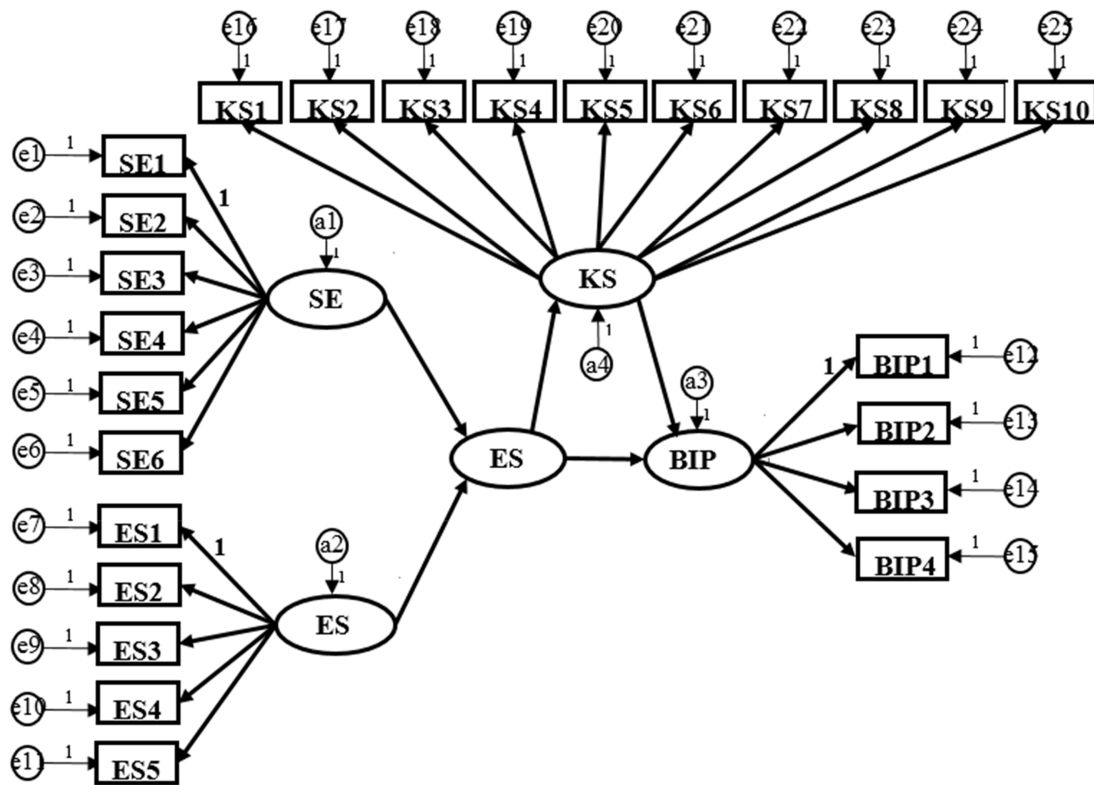 e16 e17 e18 e19 e20 e21 e22 e23 e24 e25
1 1 1 1 1 1 1 1 1 1
KS1 KS2 KS3 KS4 KS5 KS6 KS7 KS8 KS9 KS10
e1 1 SE1
1
e2 1 SE2
e3 1 SE3
e4 1 SE4
e5 1 SE5
e6 1 SE6
a1
1
SE
KS
1
a4
a3
1
ES
BIP
1
BIP1 1 e12
BIP2 1 e13
BIP3 1 e14
BIP4 1 e15
e7 1 ES1
1
e8 1 ES2
e9 1 ES3
e10 1 ES4
e11 1 ES5
a2
1
ES